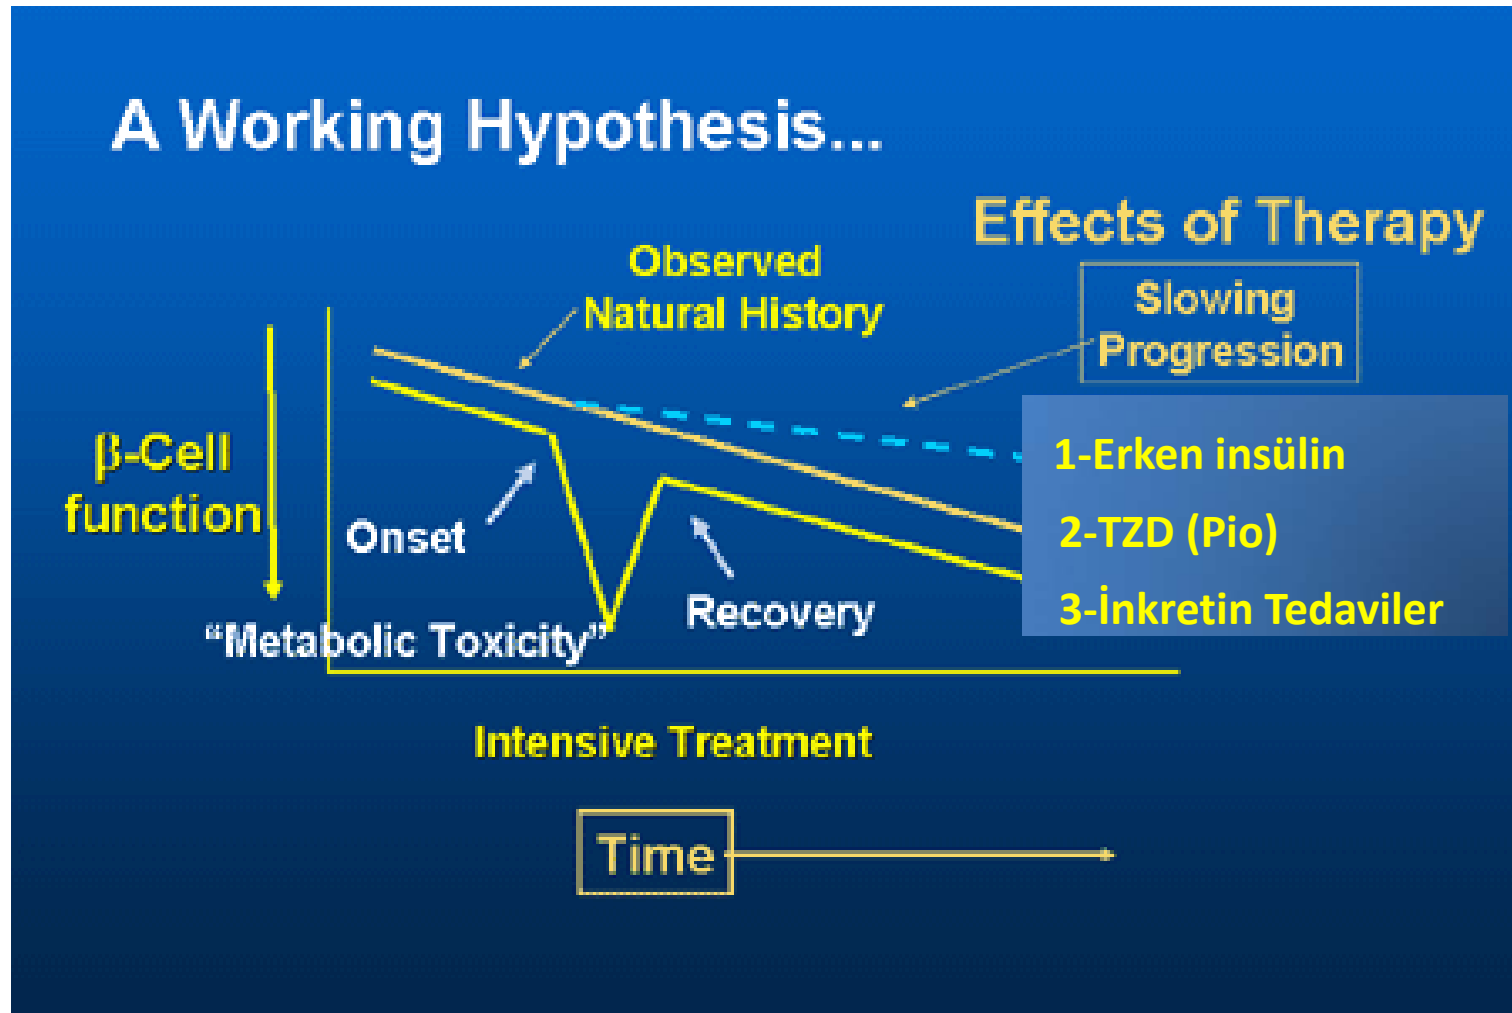 A Working Hypothesis...
Effects of Therapy
Observed
Natural History
Slowing
Progression
β-Cell
function
Onset
"Metabolic Toxicity"
Recovery
1-Erken insülin
2-TZD (Pio)
3-İnkretin Tedaviler
Intensive Treatment
Time